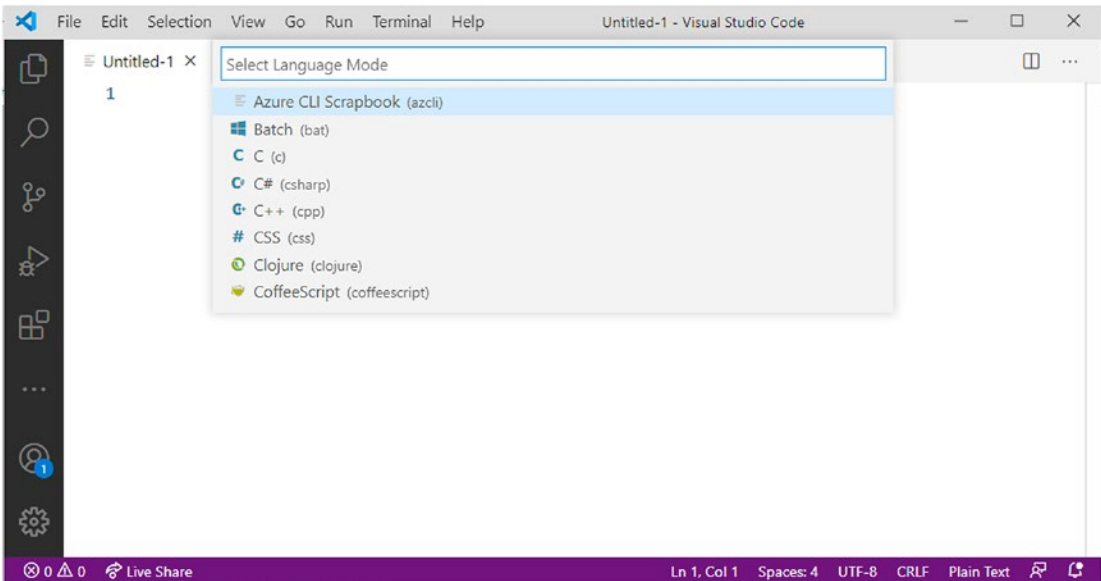 File Edit Selection View Go Run Terminal Help Untitled-1 - Visual Studio Code
Untitled-1
Select Language Mode
1
Azure CLI Scrapbook (azcli)
Batch (bat)
C C (c)
C# (csharp)
C++ (cpp)
# CSS (css)
Clojure (clojure)
CoffeeScript (coffeescript)
1
0 0 Live Share Ln 1, Col 1 Spaces: 4 UTF-8 CRLF Plain Text